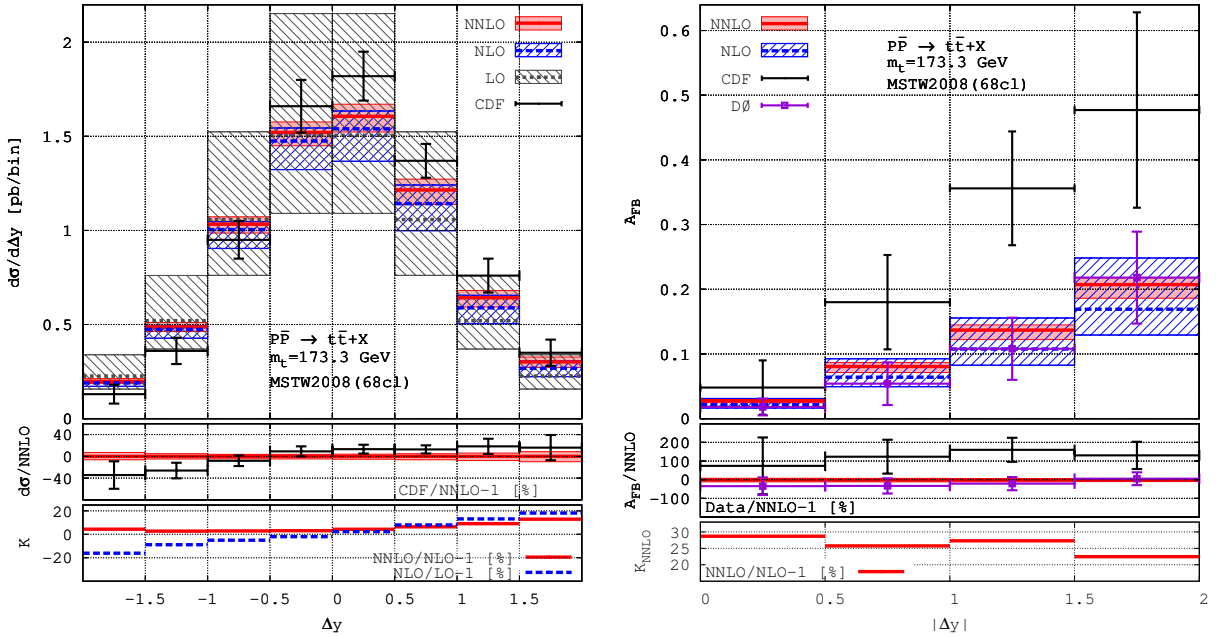 NNLO
NLO
LO
CDF
2
1.5
1
0.5
0
dσ/dΔy [pb/bin]
PP̅ → tt̅+X
m_t=173.3 GeV
MSTW2008(68cl)
40
0
-40
dσ/NNLO
CDF/NNLO-1 [%]
20
0
-20
K
NNLO/NLO-1 [%]
NLO/LO-1 [%]
-1.5 -1 -0.5 0 0.5 1 1.5
Δy
NNLO
NLO
CDF
DØ
0.6
0.5
0.4
0.3
0.2
0.1
0
A_FB
PP̅ → tt̅+X
m_t=173.3 GeV
MSTW2008(68cl)
200
100
0
-100
A_FB/NNLO
Data/NNLO-1 [%]
30
25
20
K_NNLO
NNLO/NLO-1 [%]
0 0.5 1 1.5 2
|Δy|